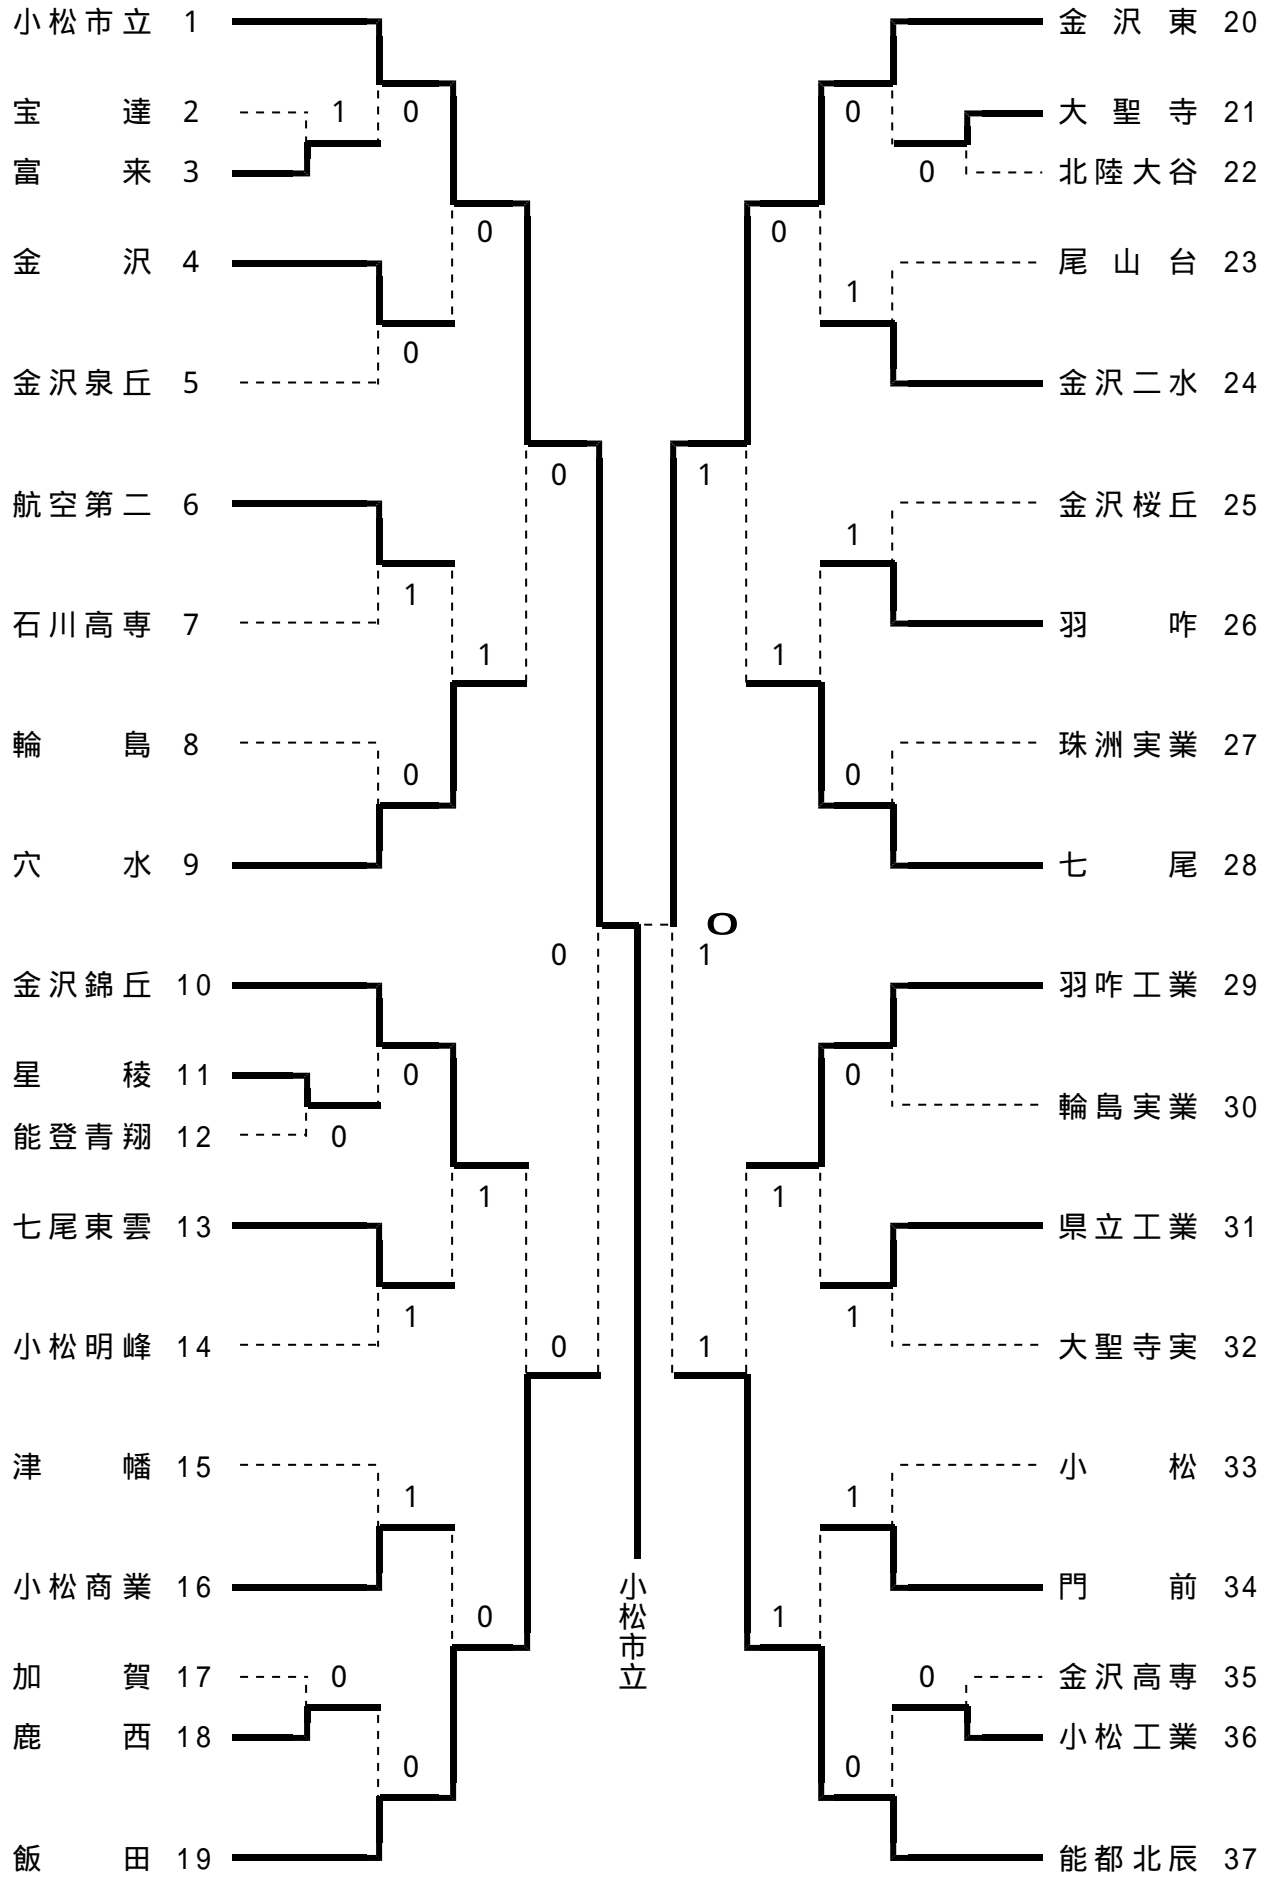 小松市立 1
宝達 2
1
0
富来 3
0
金沢 4
0
金沢泉丘 5
0
航空第二 6
1
石川高専 7
1
輪島 8
0
穴水 9
0
金沢錦丘 10
星稜 11
0
能登青翔 12
0
1
七尾東雲 13
1
小松明峰 14
0
津幡 15
1
小松商業 16
0
加賀 17
0
鹿西 18
0
飯田 19
小松市立
金沢東 20
0
大聖寺 21
0
北陸大谷 22
0
尾山台 23
1
金沢二水 24
1
金沢桜丘 25
1
羽咋 26
1
珠洲実業 27
0
七尾 28
0
1
羽咋工業 29
0
輪島実業 30
1
県立工業 31
1
大聖寺実 32
1
小松 33
1
門前 34
1
0
金沢高専 35
小松工業 36
0
能都北辰 37